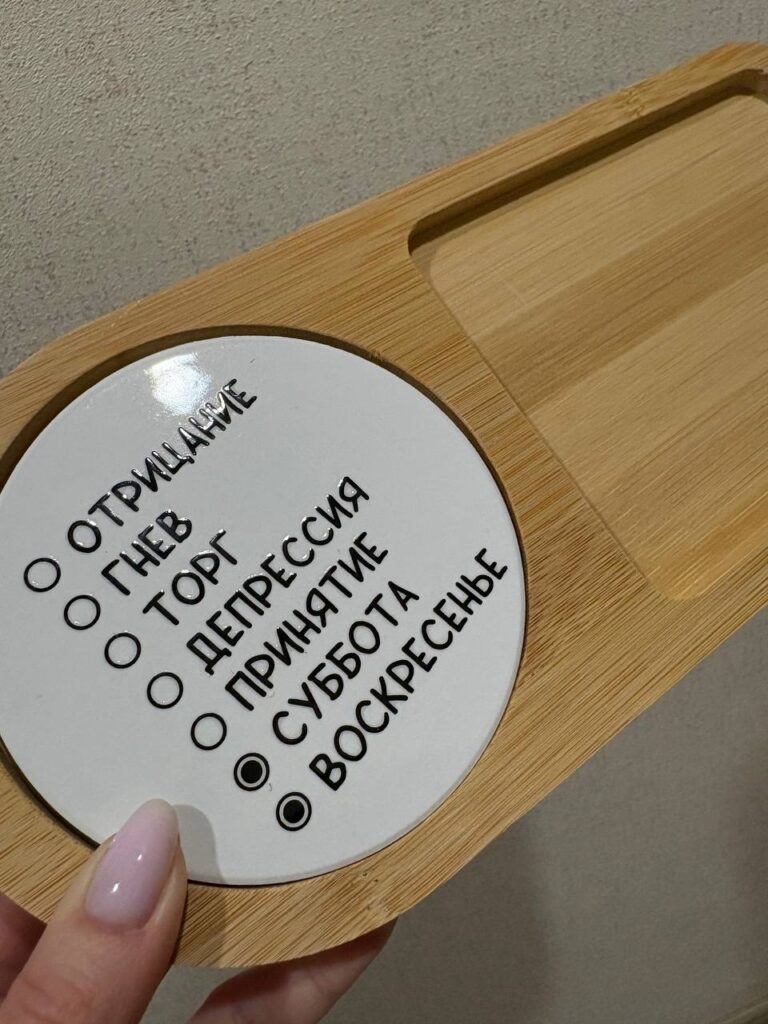 ОТРИЦАНИЕ
ГНЕВ
ТОРГ
ДЕПРЕССИЯ
ПРИНЯТИЕ
СУББОТА
ВОСКРЕСЕНЬЕ